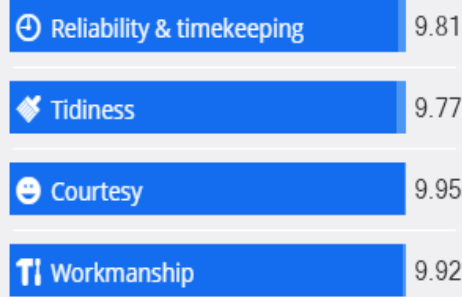 Reliability & timekeeping 9.81
Tidiness 9.77
Courtesy 9.95
Workmanship 9.92